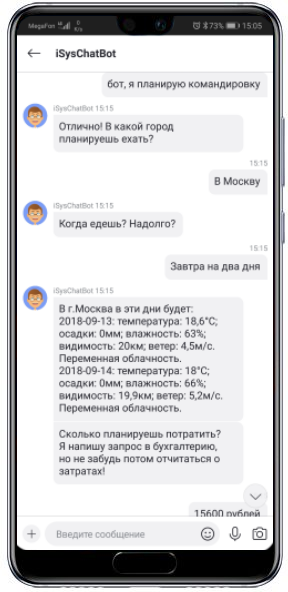 MegaFon
K/s
73%
15:05
iSysChatBot
бот, я планирую командировку
iSysChatBot 15:15
Отлично! В какой город
планируешь ехать?
15:15
В Москву
iSysChatBot 15:15
Когда едешь? Надолго?
15:15
Завтра на два дня
iSysChatBot 15:15
В г.Москва в эти дни будет:
2018-09-13: температура: 18,6°C;
осадки: 0мм; влажность: 63%;
видимость: 20км; ветер: 4,5м/с.
Переменная облачность.
2018-09-14: температура: 18°C;
осадки: 0мм; влажность: 66%;
видимость: 19,9км; ветер: 5,2м/с.
Переменная облачность.
Сколько планируешь потратить?
Я напишу запрос в бухгалтерию,
но не забудь потом отчитаться о
затратах!
15600 рублей
Введите сообщение